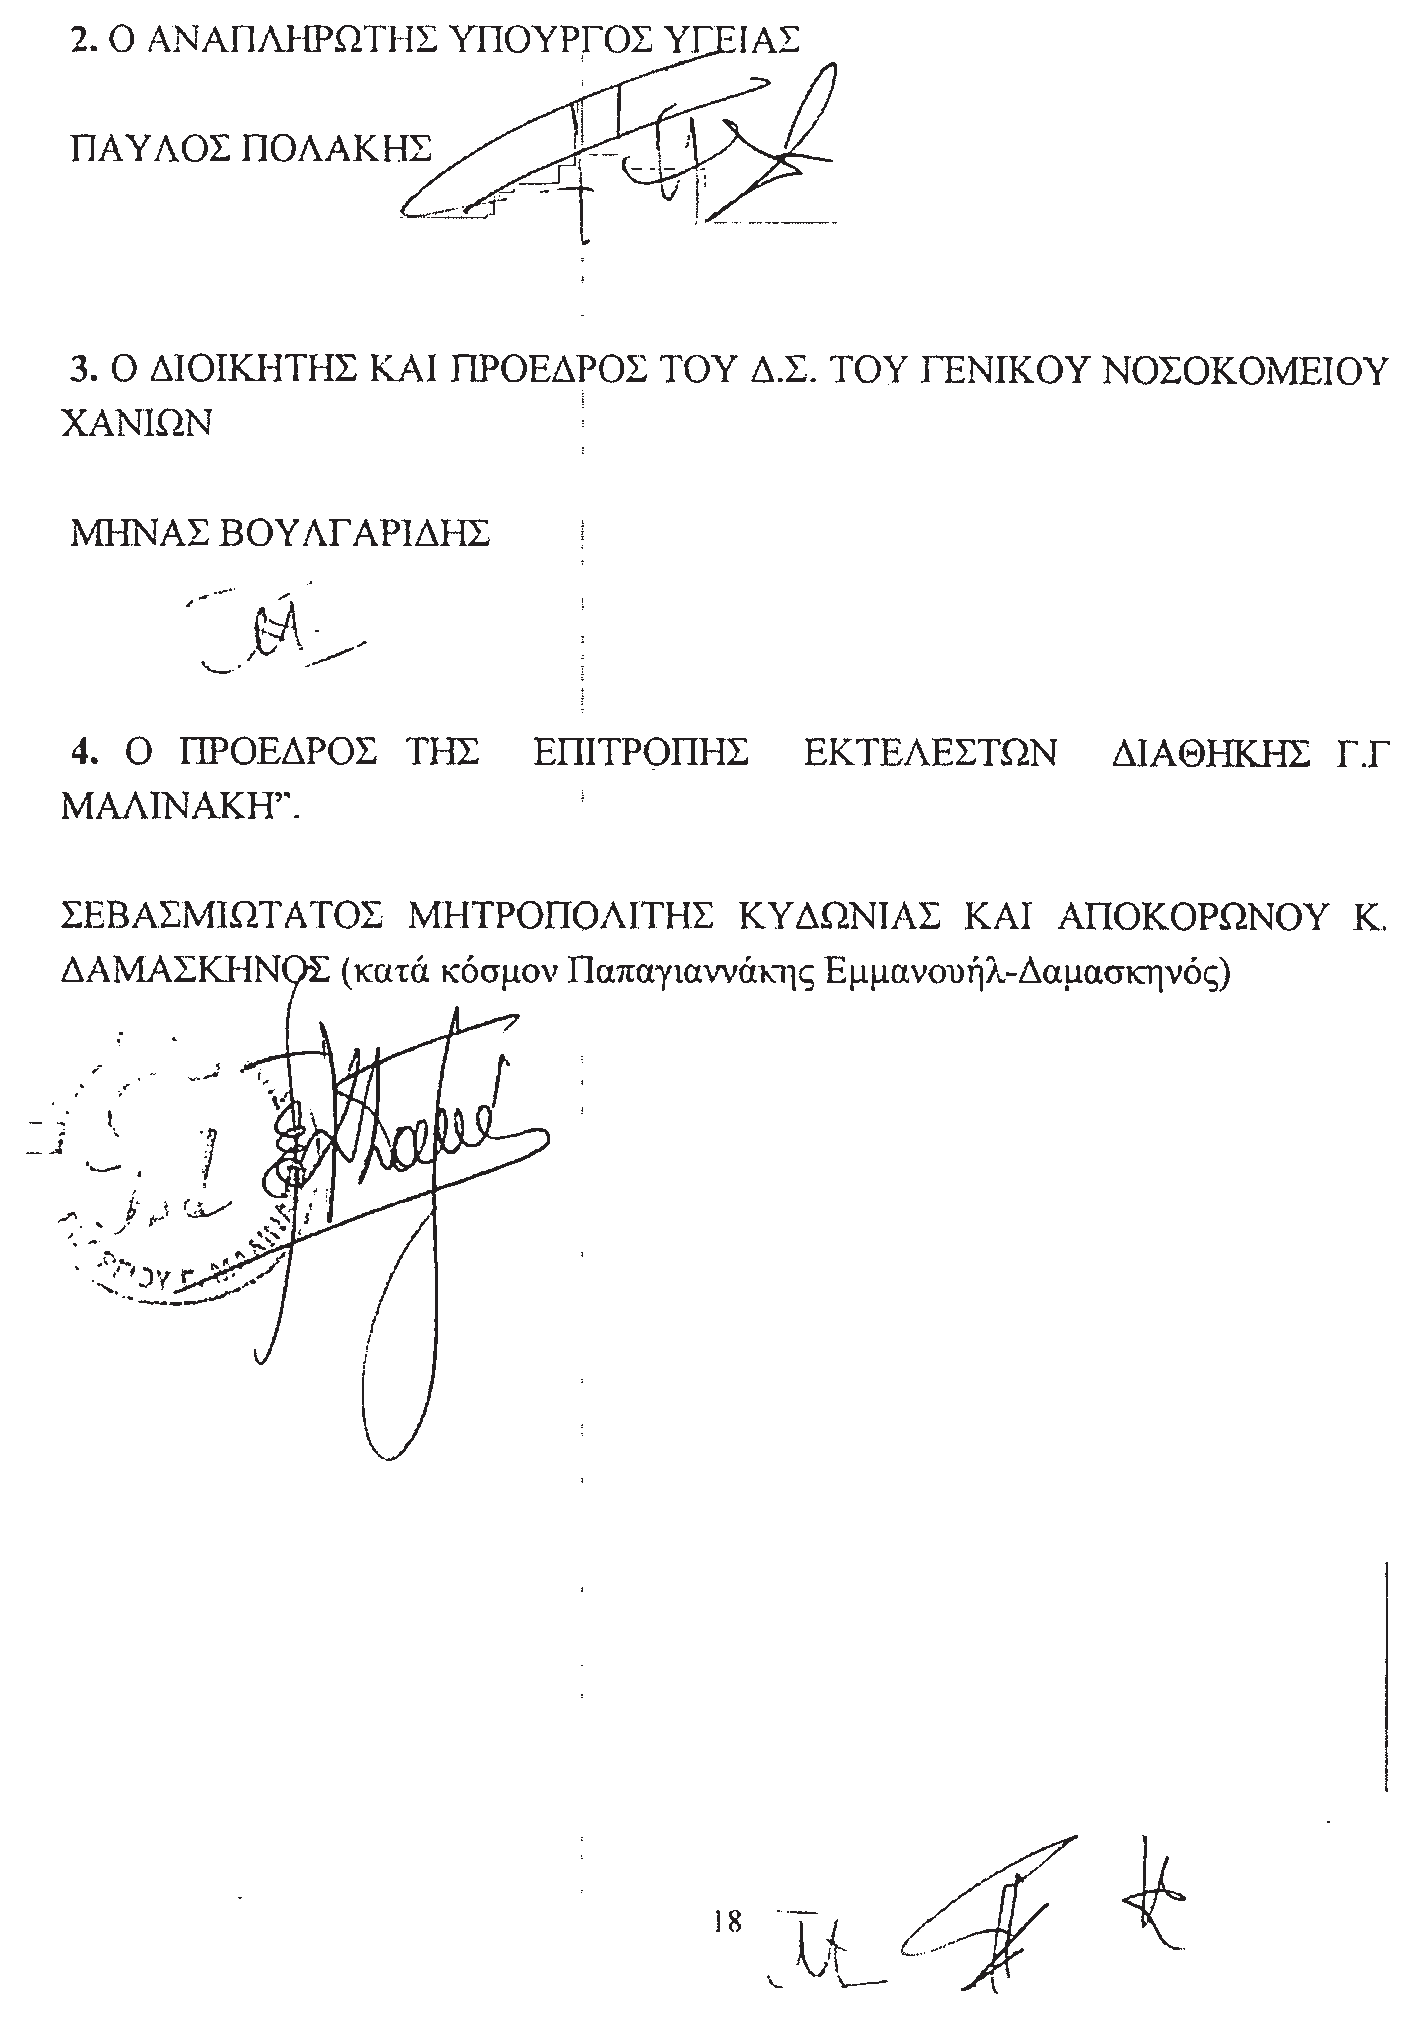 2. Ο ΑΝΑΠΛΗΡΩΤΗΣ ΥΠΟΥΡΓΟΣ ΥΓΕΙΑΣ
ΠΑΥΛΟΣ ΠΟΛΑΚΗΣ
3. Ο ΔΙΟΙΚΗΤΗΣ ΚΑΙ ΠΡΟΕΔΡΟΣ ΤΟΥ Δ.Σ. ΤΟΥ ΓΕΝΙΚΟΥ ΝΟΣΟΚΟΜΕΙΟΥ
ΧΑΝΙΩΝ
ΜΗΝΑΣ ΒΟΥΛΓΑΡΙΔΗΣ
4. Ο ΠΡΟΕΔΡΟΣ ΤΗΣ ΕΠΙΤΡΟΠΗΣ ΕΚΤΕΛΕΣΤΩΝ ΔΙΑΘΗΚΗΣ Γ.Γ
ΜΑΛΙΝΑΚΗ”.
ΣΕΒΑΣΜΙΩΤΑΤΟΣ ΜΗΤΡΟΠΟΛΙΤΗΣ ΚΥΔΩΝΙΑΣ ΚΑΙ ΑΠΟΚΟΡΩΝΟΥ Κ.
ΔΑΜΑΣΚΗΝΟΣ (κατά κόσμον Παπαγιαννάκης Εμμανουήλ-Δαμασκηνός)
18